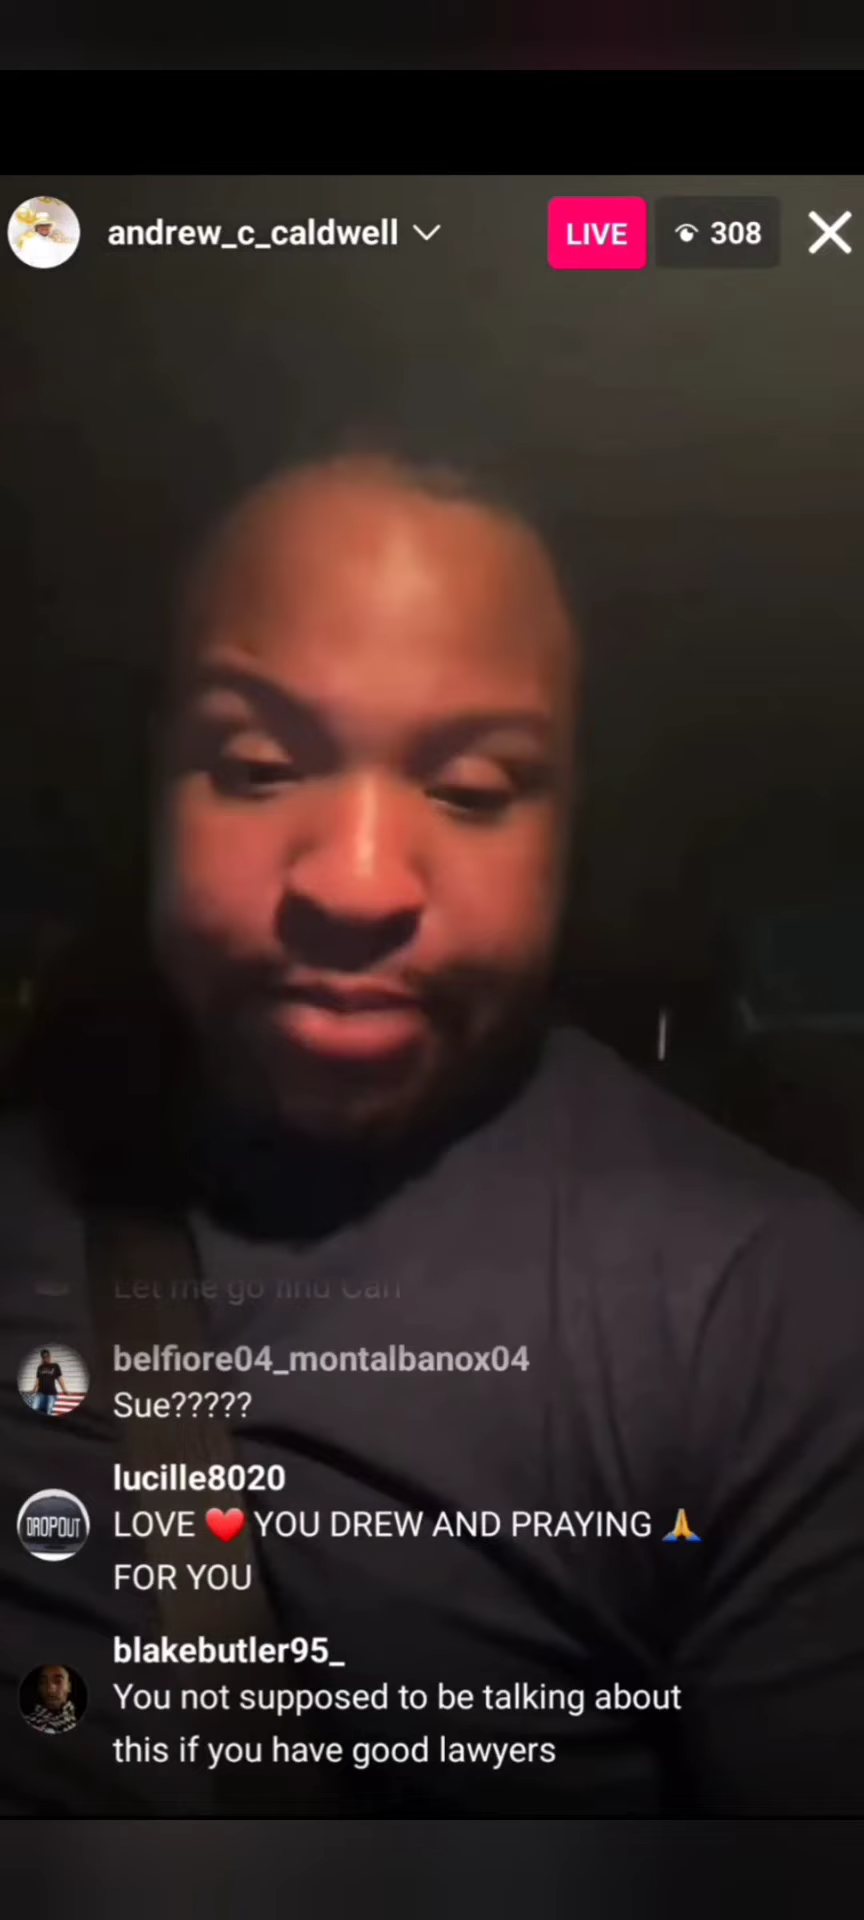 andrew_c_caldwell
LIVE
308
Let me go find Carl
belfiore04_montalbanox04
Sue?????
lucille8020
DROPOUT
LOVE ❤️ YOU DREW AND PRAYING 🙏
FOR YOU
blakebutler95_
You not supposed to be talking about
this if you have good lawyers